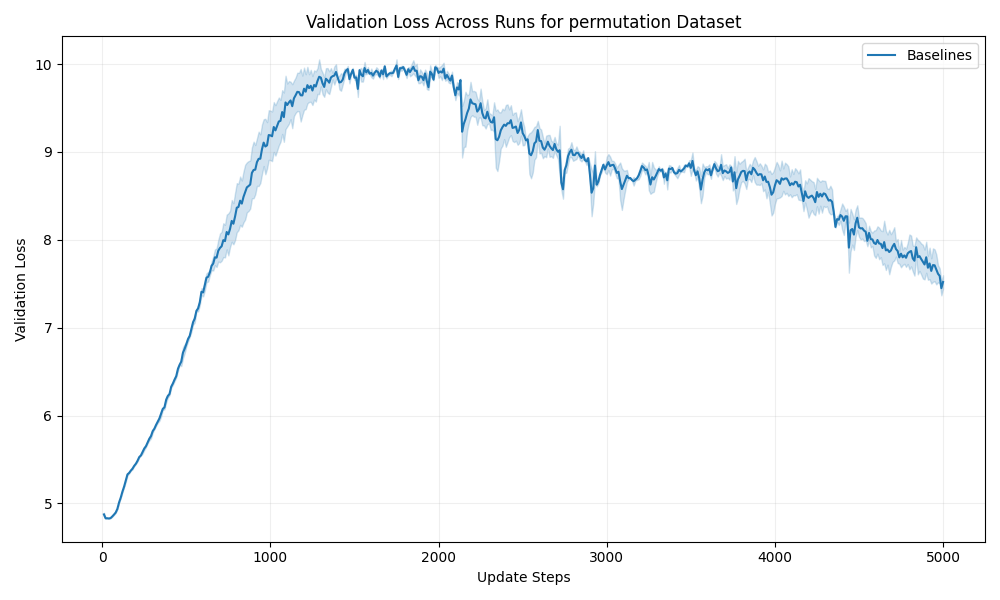 Validation Loss Across Runs for permutation Dataset
Baselines
Validation Loss
10
9
8
7
6
5
0 1000 2000 3000 4000 5000
Update Steps